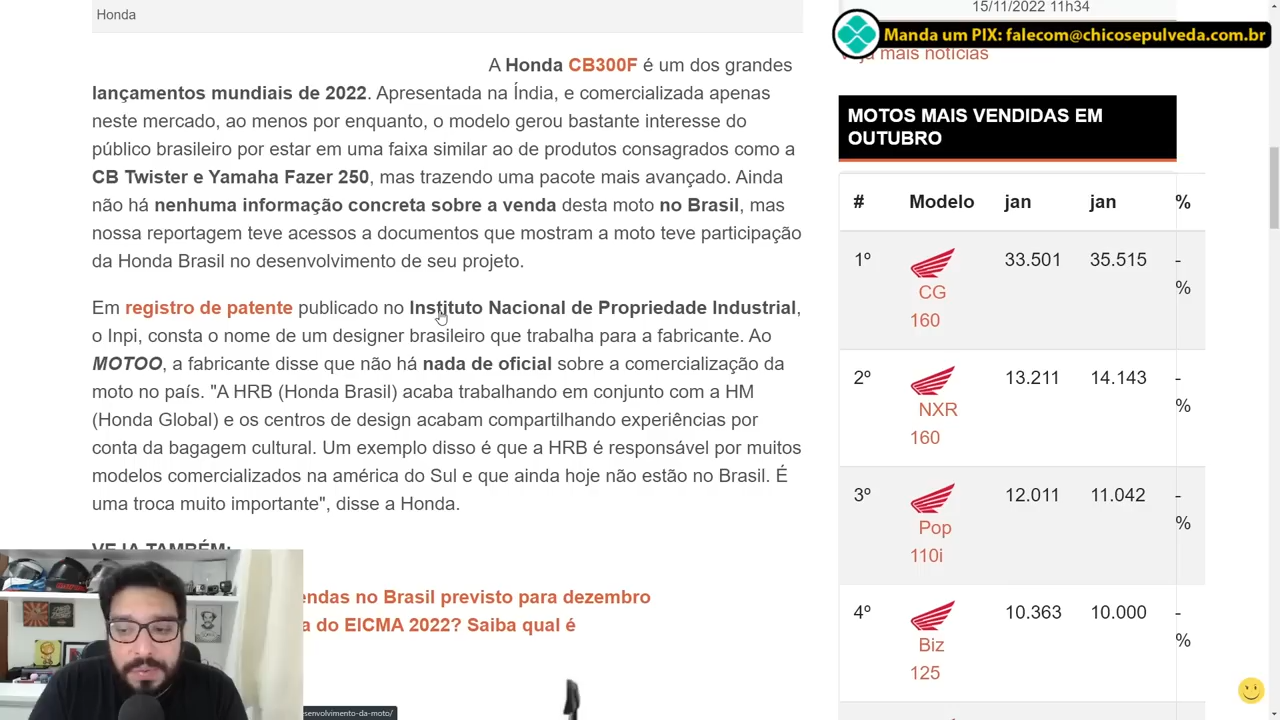 Honda
15/11/2022 11h34
Manda um PIX: falecom@chicosepulveda.com.br
Veja mais notícias
A Honda CB300F é um dos grandes
lançamentos mundiais de 2022. Apresentada na Índia, e comercializada apenas
neste mercado, ao menos por enquanto, o modelo gerou bastante interesse do
público brasileiro por estar em uma faixa similar ao de produtos consagrados como a
CB Twister e Yamaha Fazer 250, mas trazendo uma pacote mais avançado. Ainda
não há nenhuma informação concreta sobre a venda desta moto no Brasil, mas
nossa reportagem teve acessos a documentos que mostram a moto teve participação
da Honda Brasil no desenvolvimento de seu projeto.
Em registro de patente publicado no Instituto Nacional de Propriedade Industrial,
o Inpi, consta o nome de um designer brasileiro que trabalha para a fabricante. Ao
MOTOO, a fabricante disse que não há nada de oficial sobre a comercialização da
moto no país. "A HRB (Honda Brasil) acaba trabalhando em conjunto com a HM
(Honda Global) e os centros de design acabam compartilhando experiências por
conta da bagagem cultural. Um exemplo disso é que a HRB é responsável por muitos
modelos comercializados na américa do Sul e que ainda hoje não estão no Brasil. É
uma troca muito importante", disse a Honda.
VEJA TAMBÉM:
endas no Brasil previsto para dezembro
a do EICMA 2022? Saiba qual é
senvolvimento-da-moto/
MOTOS MAIS VENDIDAS EM
OUTUBRO
# Modelo jan jan %
1º CG 160 33.501 35.515 - %
2º NXR 160 13.211 14.143 - %
3º Pop 110i 12.011 11.042 - %
4º Biz 125 10.363 10.000 - %